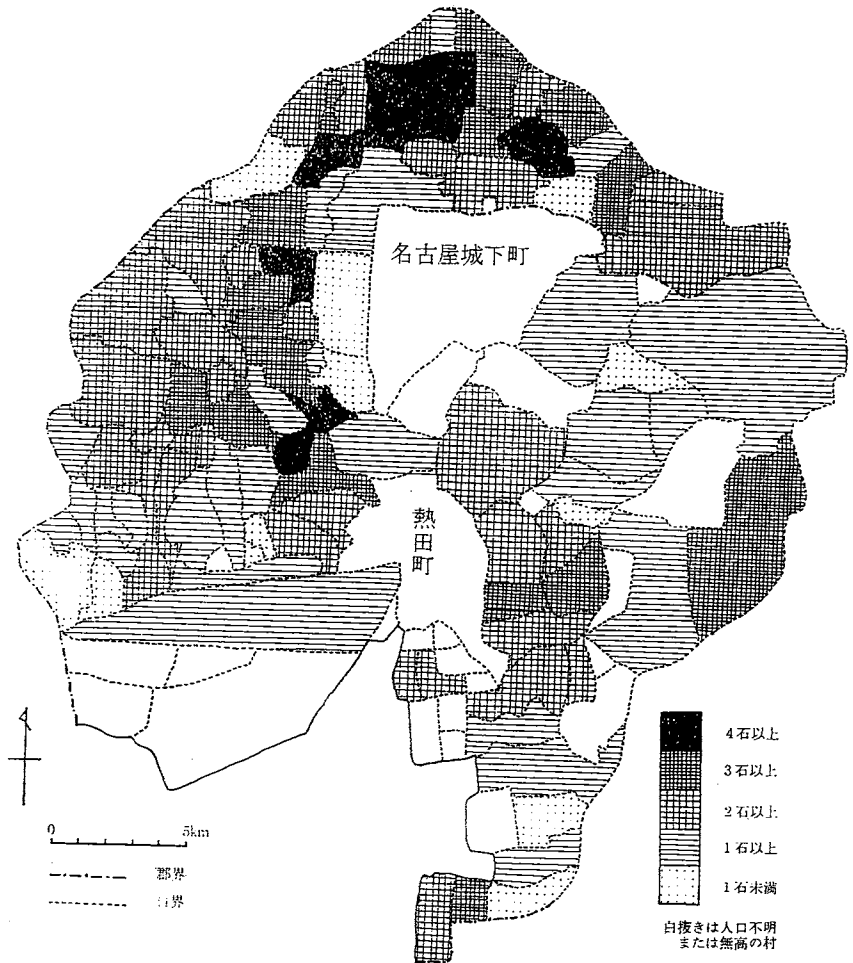 名古屋城下町
熱田町
4石以上
3石以上
2石以上
1石以上
1石未満
0 5km
郡界
白抜きは人口不明
または無高の村